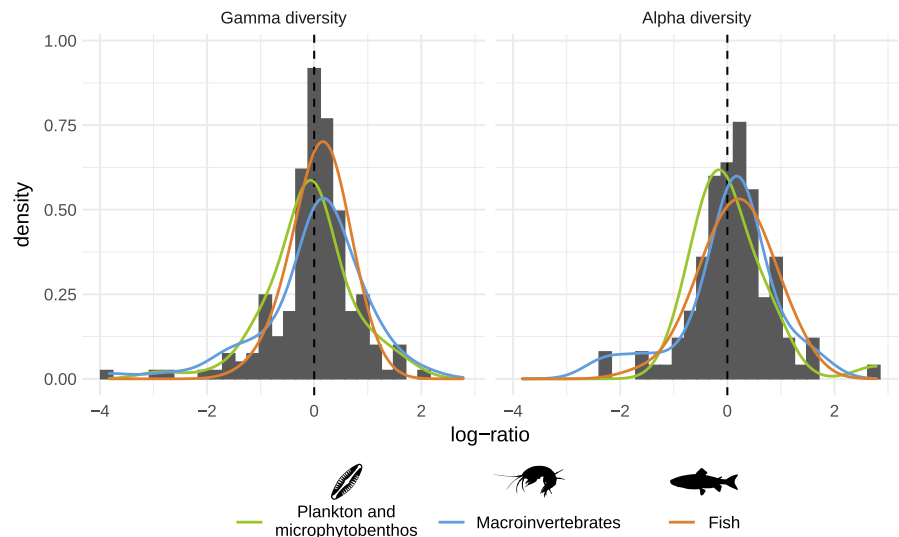 Gamma diversity
Alpha diversity
1.00
0.75
0.50
0.25
0.00
density
−4
−2
0
2
−4
−2
0
2
log−ratio
Plankton and
microphytobenthos
Macroinvertebrates
Fish